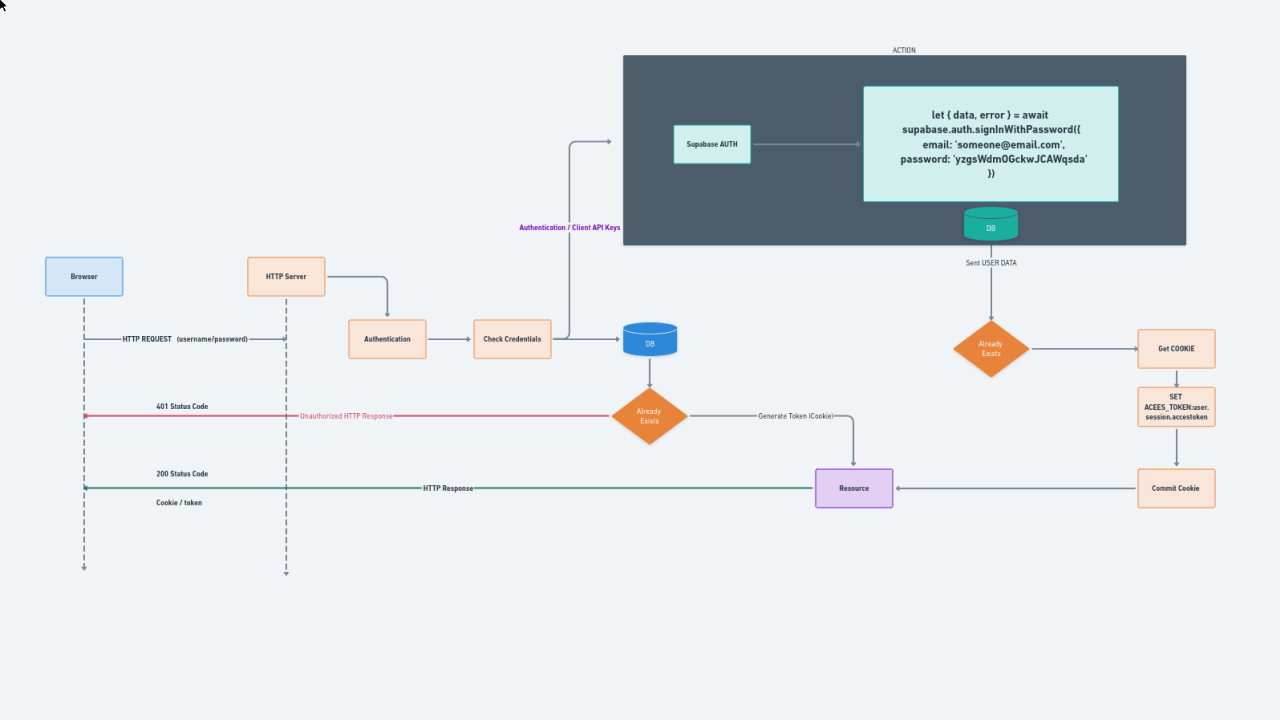 ACTION
let { data, error } = await
supabase.auth.signInWithPassword({
email: 'someone@email.com',
password: 'yzgsWdmOGckwJCAWqsda'
})
Supabase AUTH
DB
Authentication / Client API Keys
Sent USER DATA
Browser
HTTP Server
HTTP REQUEST (username/password)
Authentication
Check Credentials
DB
Already
Exists
Get COOKIE
SET
ACEES_TOKEN:user.
session.accestoken
401 Status Code
Unauthorized HTTP Response
Already
Exists
Generate Token (Cookie)
200 Status Code
HTTP Response
Resource
Commit Cookie
Cookie / token